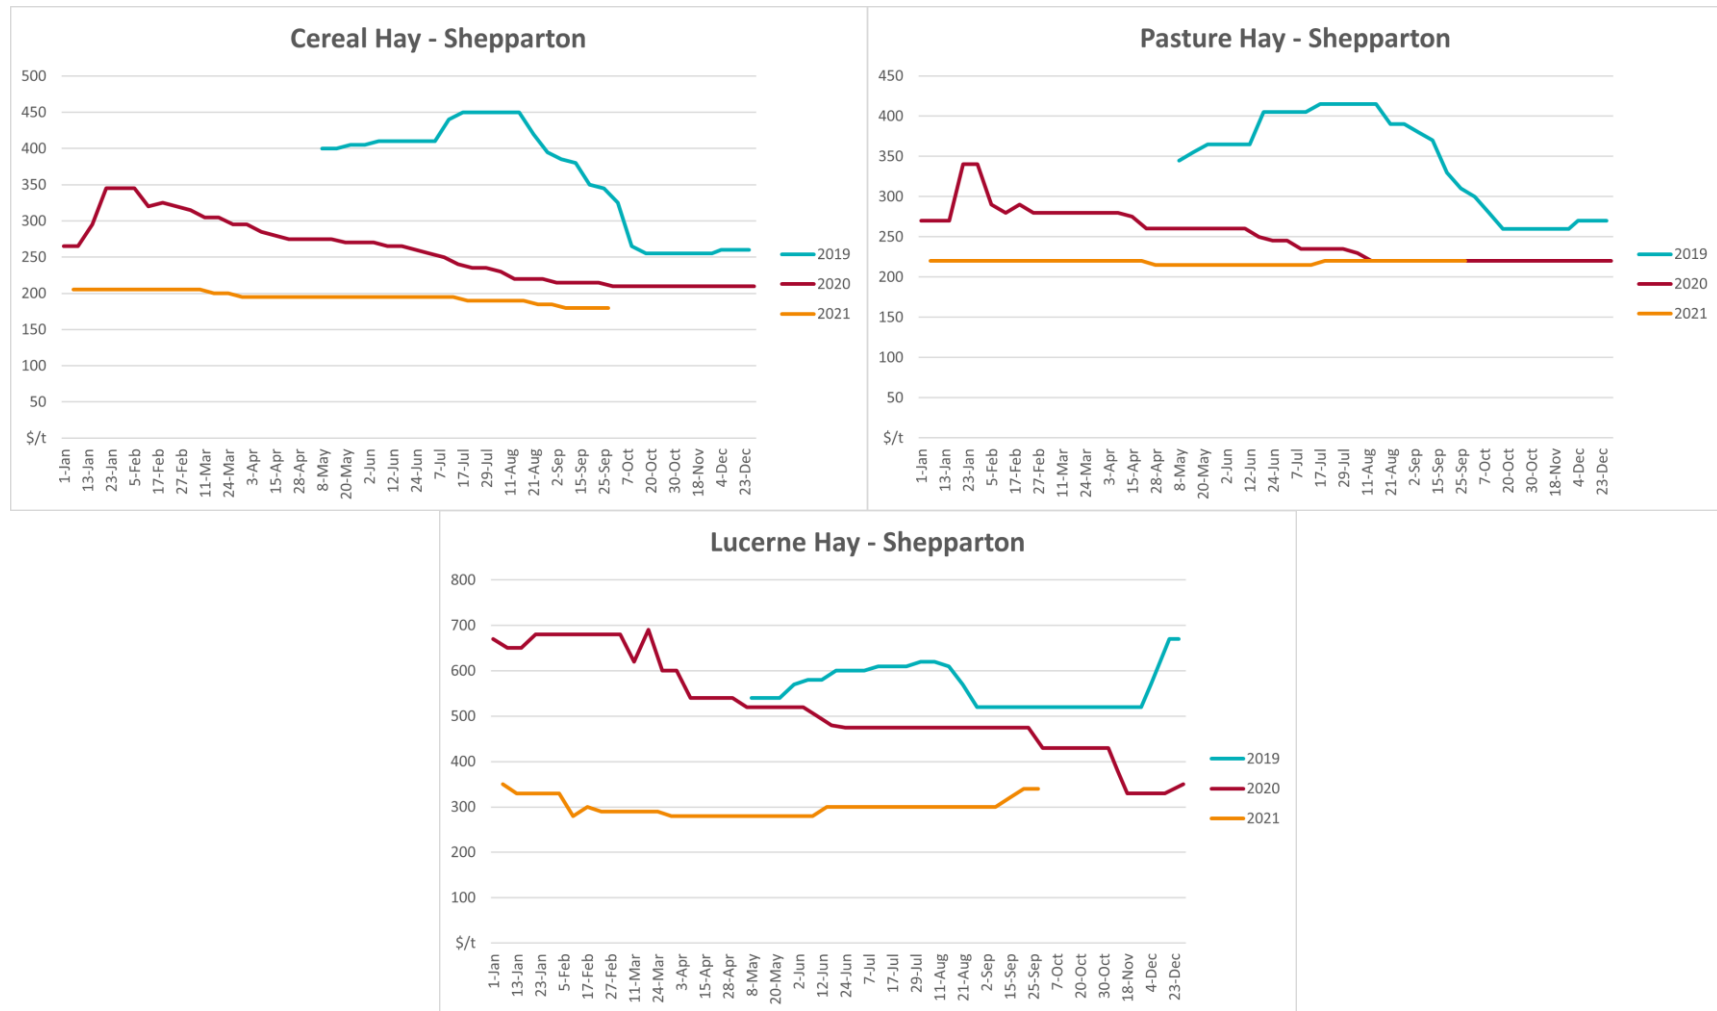 Cereal Hay - Shepparton
500
450
400
350
300
250
200
150
100
50
$/t
1-Jan
13-Jan
23-Jan
5-Feb
17-Feb
27-Feb
11-Mar
24-Mar
3-Apr
15-Apr
28-Apr
8-May
20-May
2-Jun
12-Jun
24-Jun
7-Jul
17-Jul
29-Jul
11-Aug
21-Aug
2-Sep
15-Sep
25-Sep
7-Oct
20-Oct
30-Oct
18-Nov
4-Dec
23-Dec
2019
2020
2021
Pasture Hay - Shepparton
450
400
350
300
250
200
150
100
50
$/t
1-Jan
13-Jan
23-Jan
5-Feb
17-Feb
27-Feb
11-Mar
24-Mar
3-Apr
15-Apr
28-Apr
8-May
20-May
2-Jun
12-Jun
24-Jun
7-Jul
17-Jul
29-Jul
11-Aug
21-Aug
2-Sep
15-Sep
25-Sep
7-Oct
20-Oct
30-Oct
18-Nov
4-Dec
23-Dec
2019
2020
2021
Lucerne Hay - Shepparton
800
700
600
500
400
300
200
100
$/t
1-Jan
13-Jan
23-Jan
5-Feb
17-Feb
27-Feb
11-Mar
24-Mar
3-Apr
15-Apr
28-Apr
8-May
20-May
2-Jun
12-Jun
24-Jun
7-Jul
17-Jul
29-Jul
11-Aug
21-Aug
2-Sep
15-Sep
25-Sep
7-Oct
20-Oct
30-Oct
18-Nov
4-Dec
23-Dec
2019
2020
2021